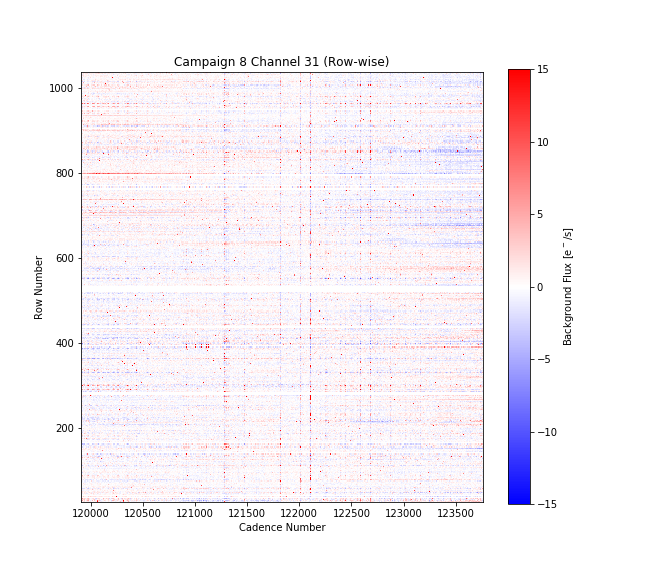 Campaign 8 Channel 31 (Row-wise)
1000
800
600
400
200
Row Number
120000 120500 121000 121500 122000 122500 123000 123500
Cadence Number
15
10
5
0
−5
−10
−15
Background Flux [e⁻/s]